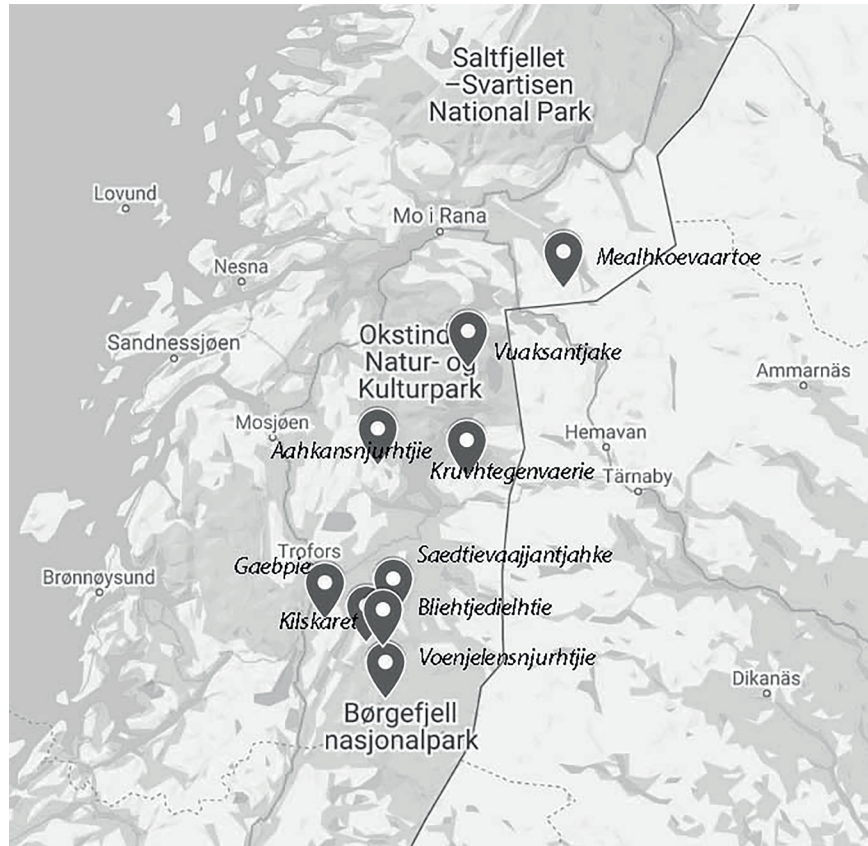 Saltfjellet
–Svartisen
National Park
Lovund
Mo i Rana
Mealhkoevaartoe
Nesna
Okstind
Natur- og
Kulturpark
Vuaksantjake
Sandnessjøen
Ammarnäs
Mosjøen
Hemavan
Aahkansnjurhtjie
Kruvhtegenvaerie
Tärnaby
Trofors
Saedtievaajjantjahke
Gaebpie
Brønnøysund
Bliehtjedielhtie
Kilskaret
Voenjelensnjurhtjie
Dikanäs
Børgefjell
nasjonalpark